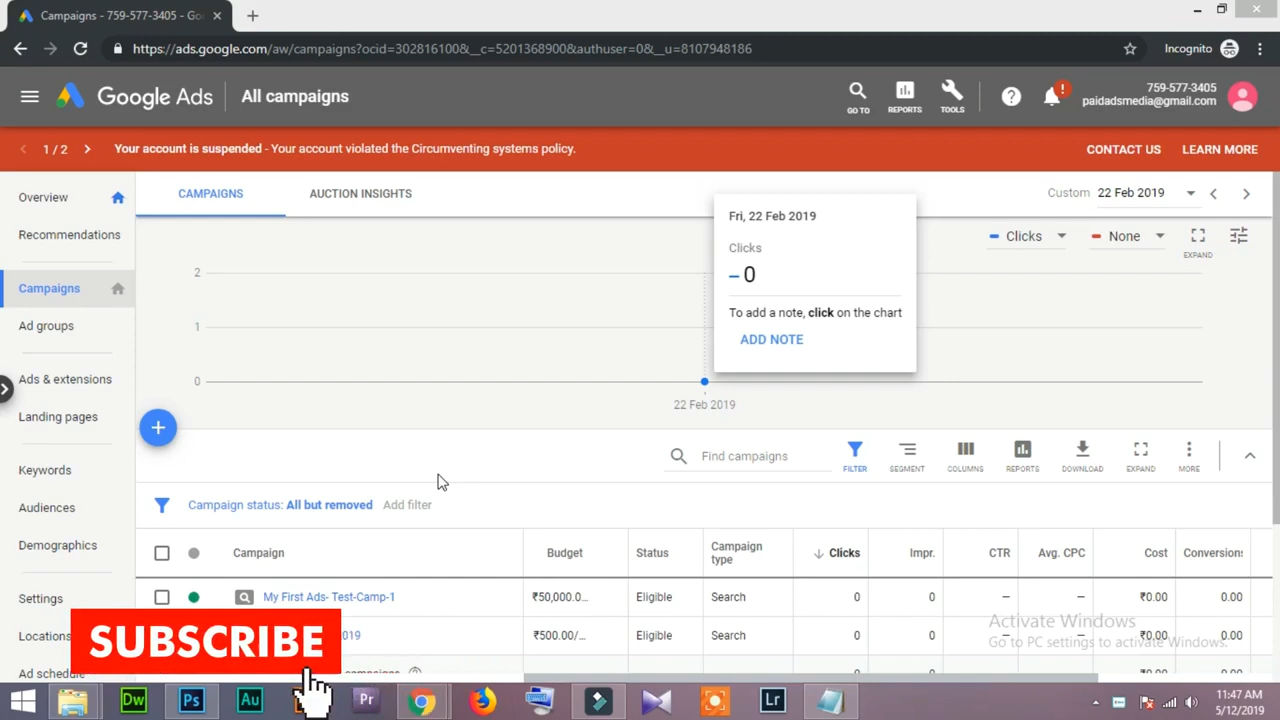 Campaigns - 759-577-3405 - Go
https://ads.google.com/aw/campaigns?ocid=302816100&__c=5201368900&authuser=0&__u=8107948186
Incognito
Google Ads
All campaigns
GO TO
REPORTS
TOOLS
759-577-3405
paidadsmedia@gmail.com
1 / 2
Your account is suspended - Your account violated the Circumventing systems policy.
CONTACT US
LEARN MORE
Overview
Recommendations
Campaigns
Ad groups
Ads & extensions
Landing pages
Keywords
Audiences
Demographics
Settings
Locations
Ad schedule
CAMPAIGNS
AUCTION INSIGHTS
Custom
22 Feb 2019
Clicks
None
EXPAND
2
1
0
22 Feb 2019
Fri, 22 Feb 2019
Clicks
– 0
To add a note, click on the chart
ADD NOTE
+
Find campaigns
FILTER
SEGMENT
COLUMNS
REPORTS
DOWNLOAD
EXPAND
MORE
Campaign status: All but removed
Add filter
Campaign
Budget
Status
Campaign
type
Clicks
Impr.
CTR
Avg. CPC
Cost
Conversions
My First Ads- Test-Camp-1
₹50,000.0...
Eligible
Search
0
0
–
–
₹0.00
0.00
2019
₹500.00/...
Eligible
Search
0
0
–
–
₹0.00
0.00
Activate Windows
Go to PC settings to activate Windows.
SUBSCRIBE
Dw
Ps
Au
Pr
Lr
11:47 AM
5/12/2019